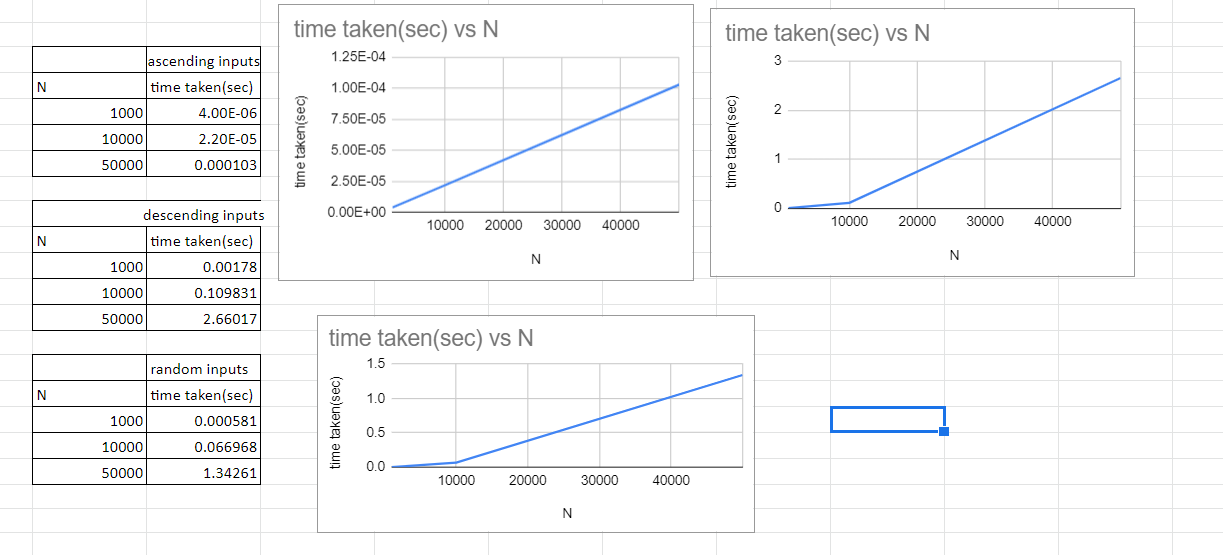 ascending inputs
N time taken(sec)
1000 4.00E-06
10000 2.20E-05
50000 0.000103
descending inputs
N time taken(sec)
1000 0.00178
10000 0.109831
50000 2.66017
random inputs
N time taken(sec)
1000 0.000581
10000 0.066968
50000 1.34261
time taken(sec) vs N
time taken(sec)
1.25E-04
1.00E-04
7.50E-05
5.00E-05
2.50E-05
0.00E+00
10000 20000 30000 40000
N
time taken(sec) vs N
time taken(sec)
3
2
1
0
10000 20000 30000 40000
N
time taken(sec) vs N
time taken(sec)
1.5
1.0
0.5
0.0
10000 20000 30000 40000
N